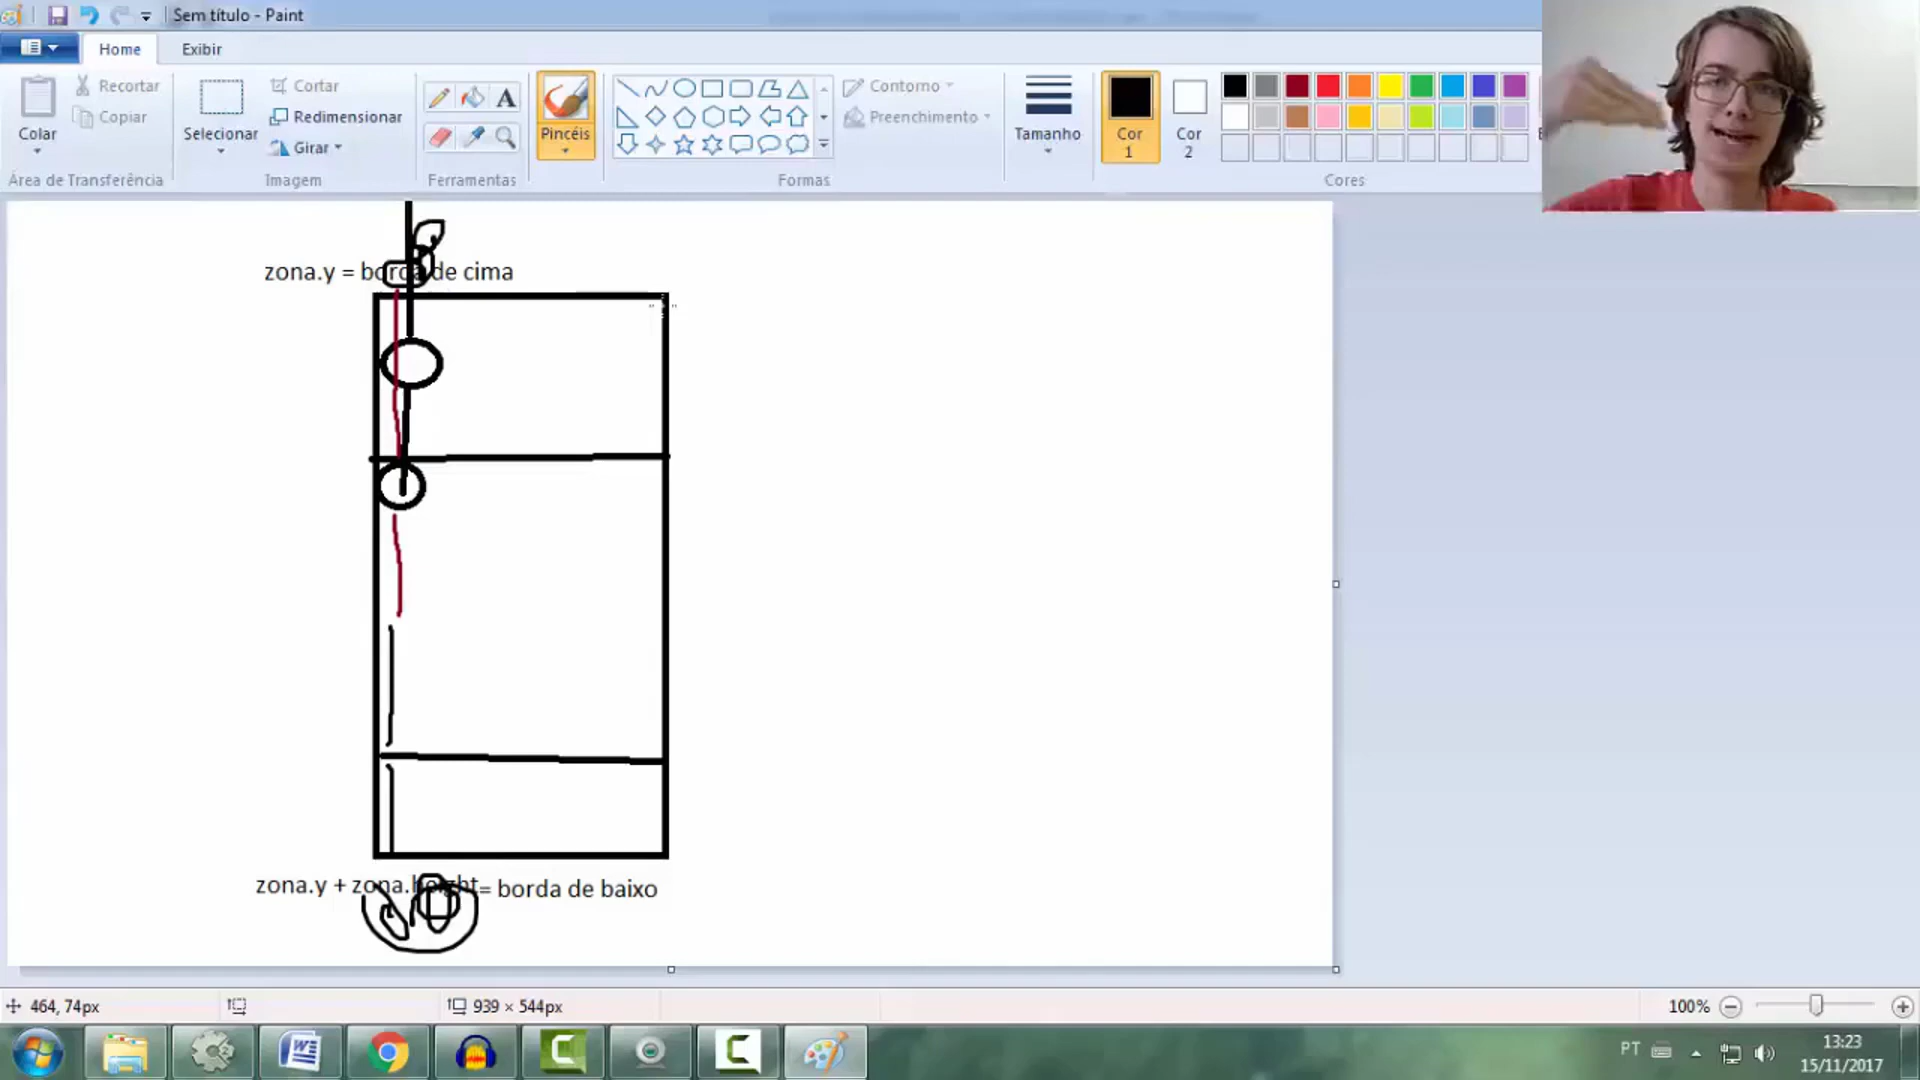 Sem título - Paint
Home Exibir
Colar
Recortar
Copiar
Área de Transferência
Selecionar
Cortar
Redimensionar
Girar
Imagem
A
Ferramentas
Pincéis
Formas
Contorno
Preenchimento
Tamanho
Cor
1
Cor
2
Cores
zona.y = borda de cima
zona.y + zona.height = borda de baixo
464, 74px
939 × 544px
100%
PT
13:23
15/11/2017